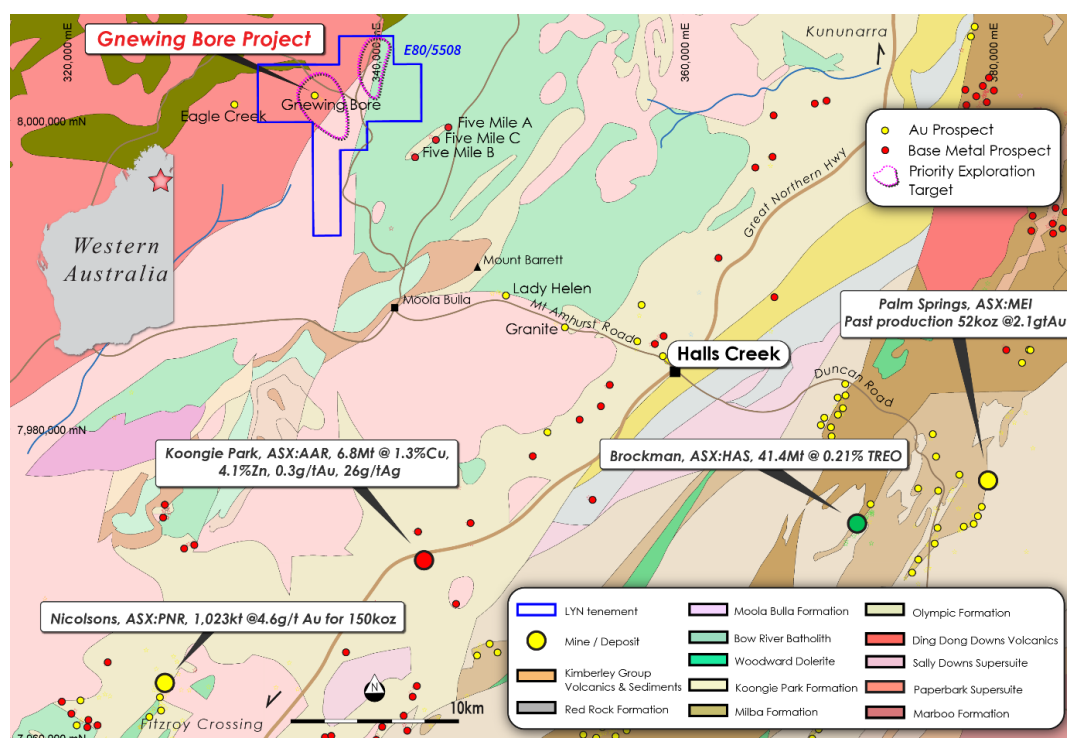 320,000 mE
340,000 mE
360,000 mE
380,000 mE
Gnewing Bore Project
E80/5508
Kununarra
Gnewing Bore
Eagle Creek
8,000,000 mN
Five Mile A
Five Mile C
Five Mile B
Au Prospect
Base Metal Prospect
Priority Exploration
Target
Great Northern Hwy
Western
Australia
Mount Barrett
Moola Bulla
Lady Helen
Mt Amhurst Road
Granite
Halls Creek
Palm Springs, ASX:MEI
Past production 52koz @2.1gtAu
Duncan Road
7,980,000 mN
Koongie Park, ASX:AAR, 6.8Mt @ 1.3%Cu,
4.1%Zn, 0.3g/tAu, 26g/tAg
Brockman, ASX:HAS, 41.4Mt @ 0.21% TREO
Nicolsons, ASX:PNR, 1,023kt @4.6g/t Au for 150koz
Fitzroy Crossing
N
10km
7,960,000 mN
LYN tenement
Mine / Deposit
Kimberley Group
Volcanics & Sediments
Red Rock Formation
Moola Bulla Formation
Bow River Batholith
Woodward Dolerite
Koongie Park Formation
Milba Formation
Olympic Formation
Ding Dong Downs Volcanics
Sally Downs Supersuite
Paperbark Supersuite
Marboo Formation